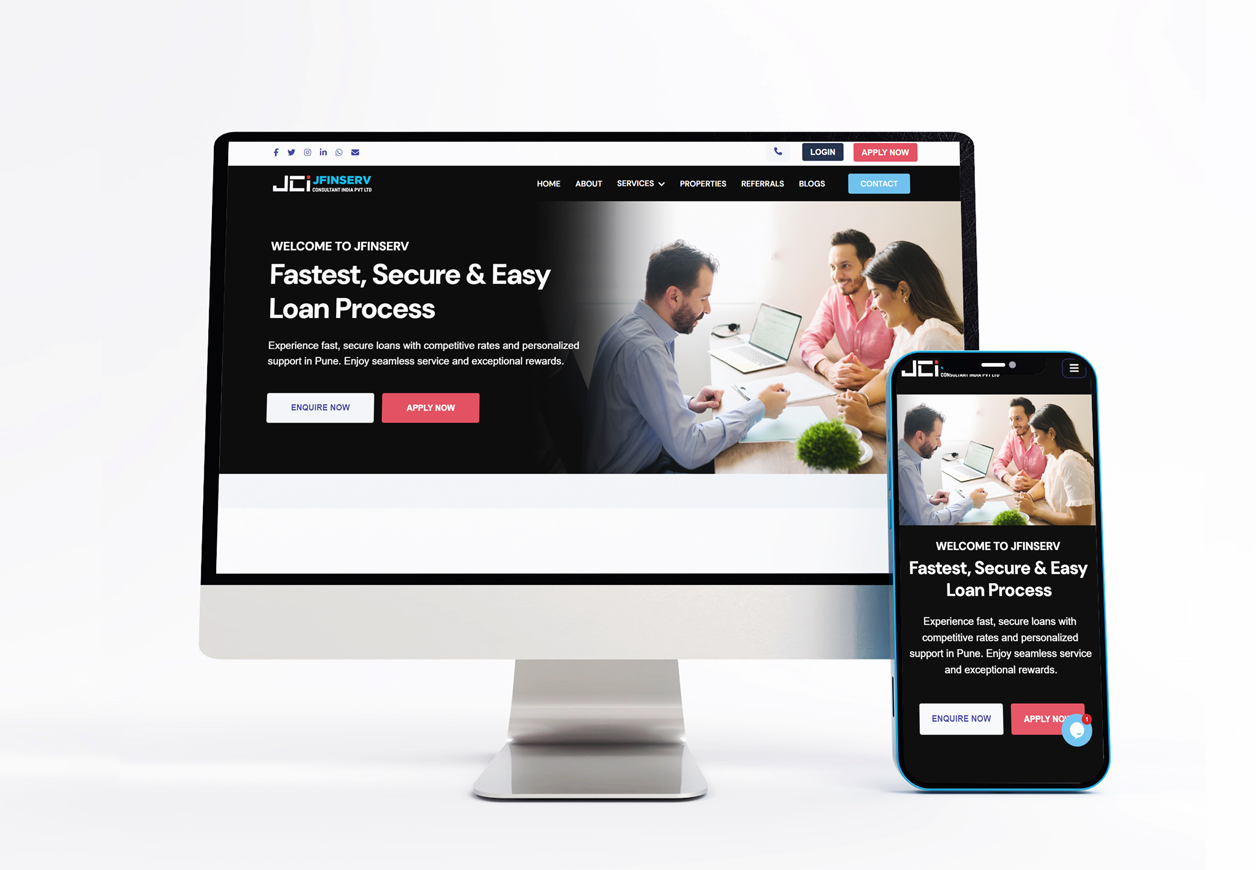 LOGIN
APPLY NOW
JCi JFINSERV
CONSULTANT INDIA PVT LTD
HOME
ABOUT
SERVICES
PROPERTIES
REFERRALS
BLOGS
CONTACT
WELCOME TO JFINSERV
Fastest, Secure & Easy
Loan Process
Experience fast, secure loans with competitive rates and personalized
support in Pune. Enjoy seamless service and exceptional rewards.
ENQUIRE NOW
APPLY NOW
JCi
CONSULTANT INDIA PVT LTD
WELCOME TO JFINSERV
Fastest, Secure & Easy
Loan Process
Experience fast, secure loans with
competitive rates and personalized
support in Pune. Enjoy seamless service
and exceptional rewards.
ENQUIRE NOW
APPLY NOW
1